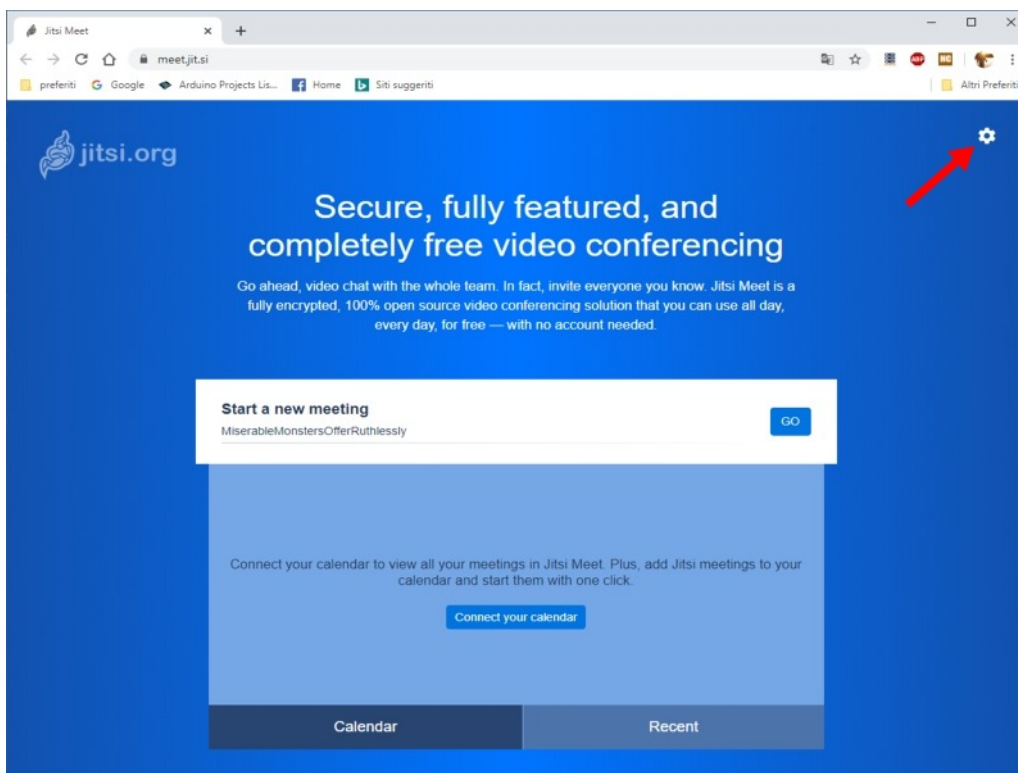 Jitsi Meet
meet.jit.si
preferiti Google Arduino Projects Lis... Home Siti suggeriti Altri Preferiti
jitsi.org
Secure, fully featured, and
completely free video conferencing
Go ahead, video chat with the whole team. In fact, invite everyone you know. Jitsi Meet is a
fully encrypted, 100% open source video conferencing solution that you can use all day,
every day, for free — with no account needed.
Start a new meeting
MiserableMonstersOfferRuthlessly
GO
Connect your calendar to view all your meetings in Jitsi Meet. Plus, add Jitsi meetings to your
calendar and start them with one click.
Connect your calendar
Calendar Recent